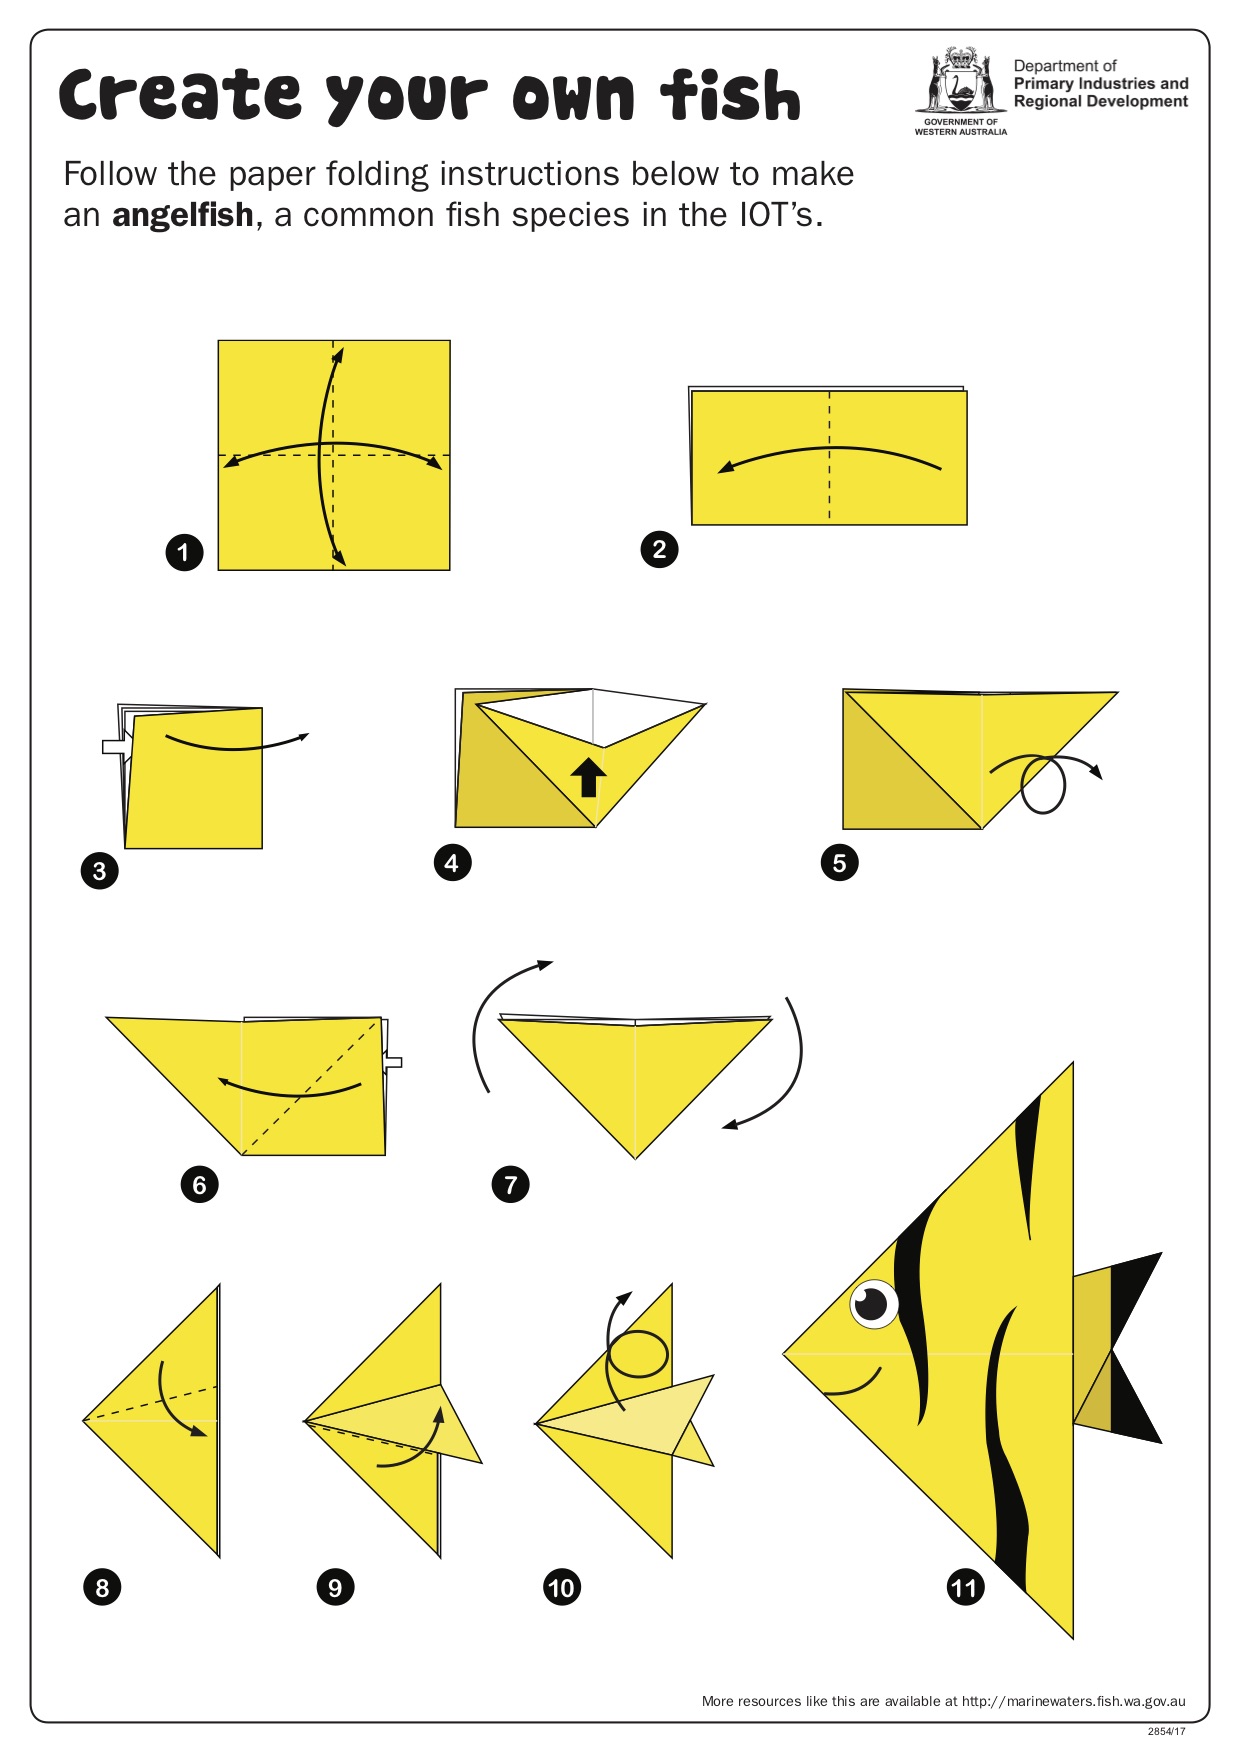 Create your own fish
GOVERNMENT OF
WESTERN AUSTRALIA
Department of
Primary Industries and
Regional Development
Follow the paper folding instructions below to make
an angelfish, a common fish species in the IOT’s.
1
2
3
4
5
6
7
8
9
10
11
More resources like this are available at http://marinewaters.fish.wa.gov.au
2854/17